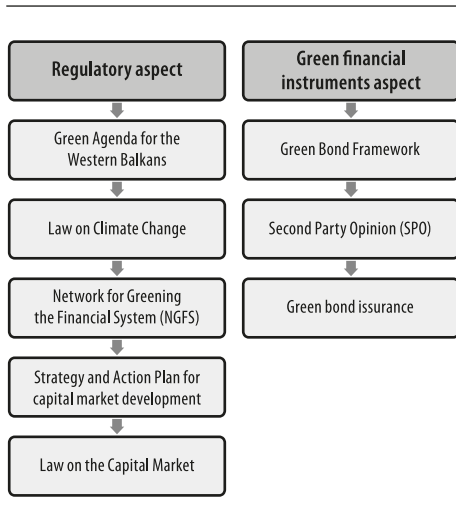 Regulatory aspect
Green Agenda for the
Western Balkans
Law on Climate Change
Network for Greening
the Financial System (NGFS)
Strategy and Action Plan for
capital market development
Law on the Capital Market
Green financial
instruments aspect
Green Bond Framework
Second Party Opinion (SPO)
Green bond issurance